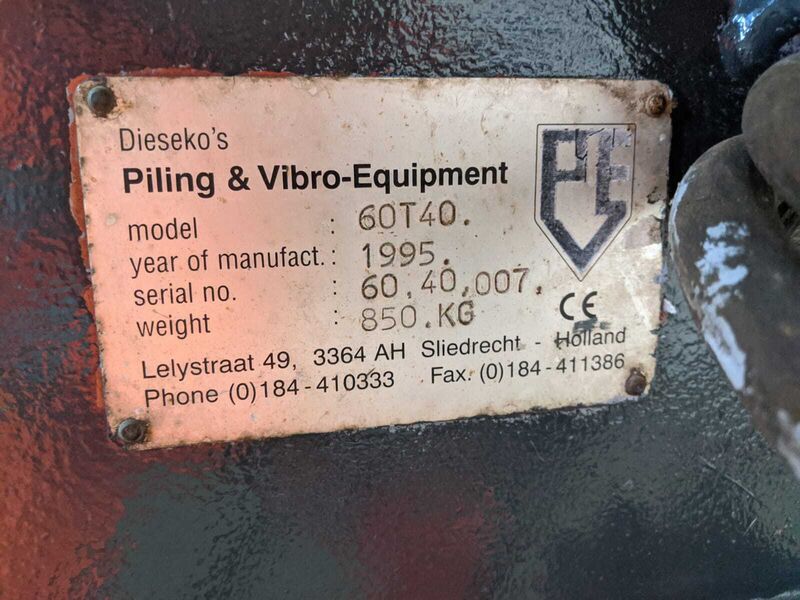 Dieseko's
Piling & Vibro-Equipment
PVE
model : 60T40.
year of manufact. : 1995.
serial no. : 60.40.007.
weight : 850.KG
CE
Lelystraat 49, 3364 AH Sliedrecht - Holland
Phone (0)184-410333 Fax. (0)184-411386